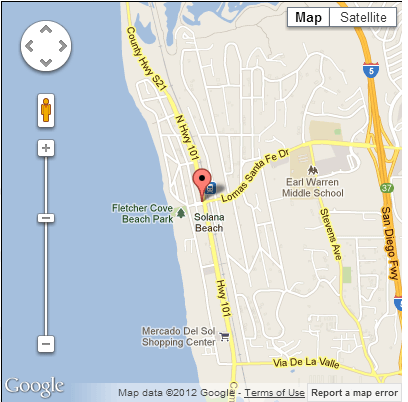 Map
Satellite
County Hwy S21
5
N Hwy 101
Lomas Santa Fe Dr
37
Earl Warren
Middle School
Fletcher Cove
Beach Park
Solana
Beach
Stevens Ave
San Diego Fwy
Hwy 101
Mercado Del Sol
Shopping Center
Via De La Valle
Google
Map data ©2012 Google - Terms of Use
Report a map error